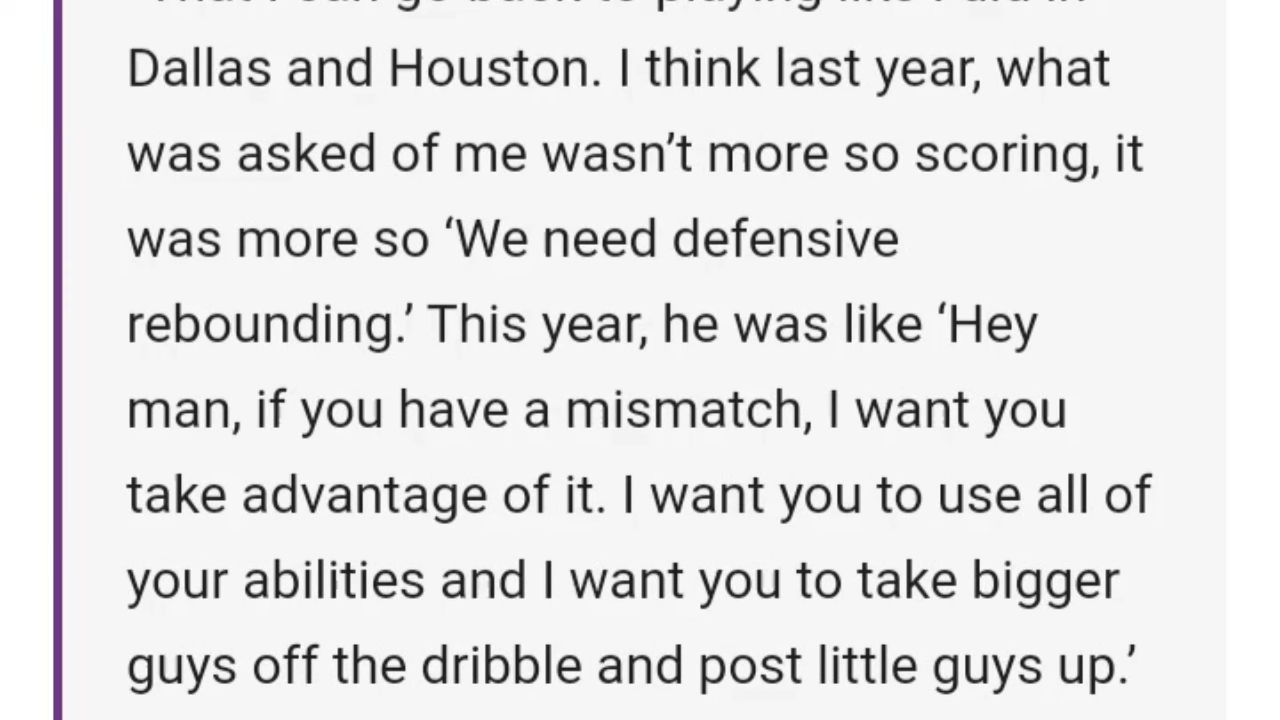 Dallas and Houston. I think last year, what
was asked of me wasn’t more so scoring, it
was more so ‘We need defensive
rebounding.’ This year, he was like ‘Hey
man, if you have a mismatch, I want you
take advantage of it. I want you to use all of
your abilities and I want you to take bigger
guys off the dribble and post little guys up.’